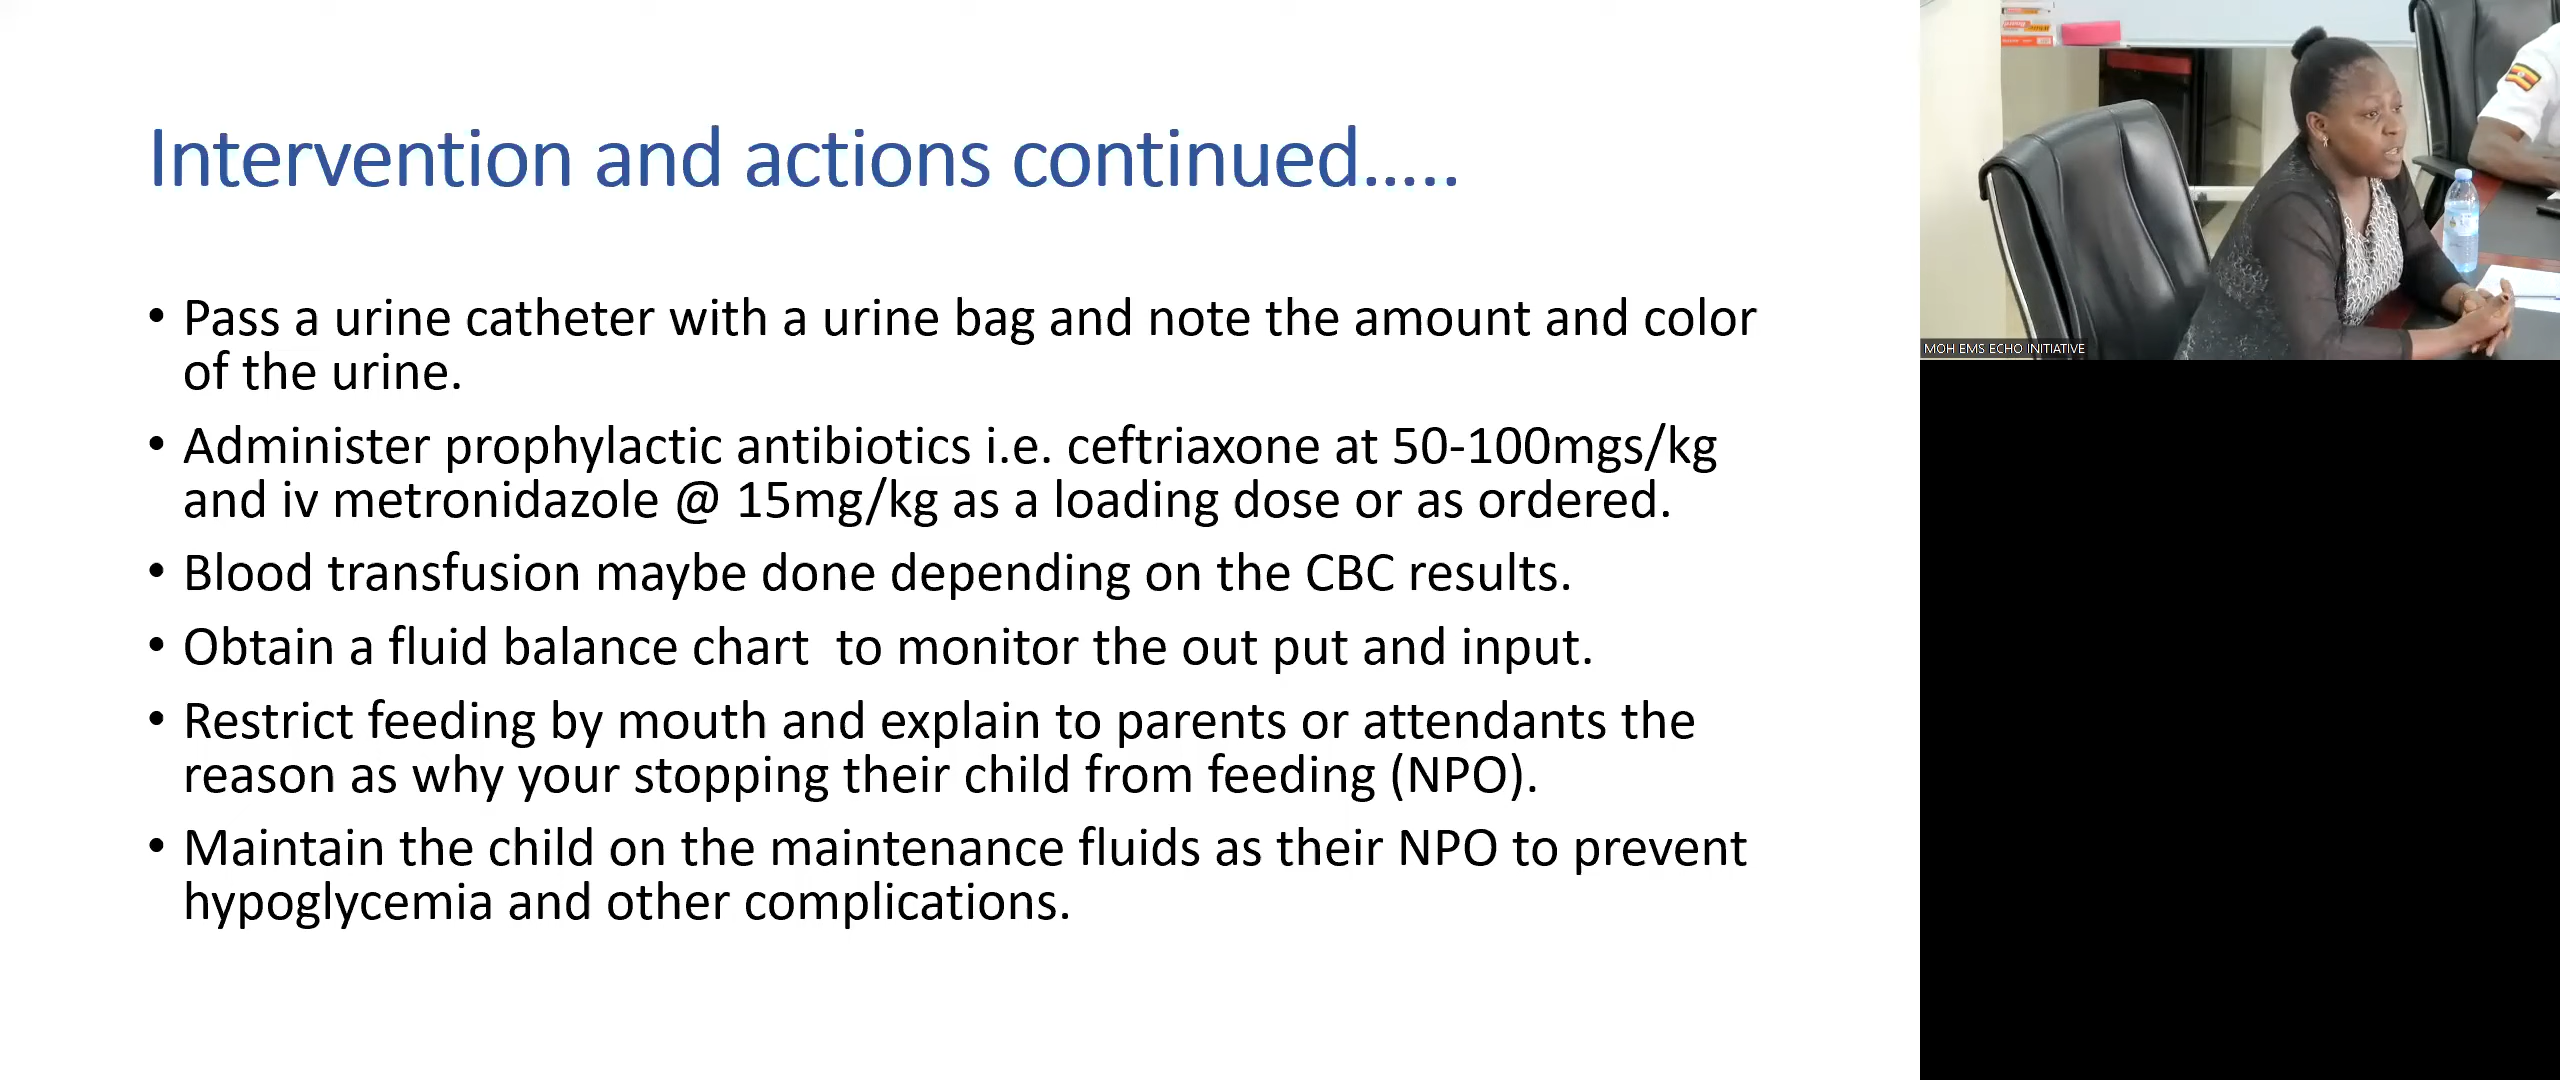 Intervention and actions continued…..
• Pass a urine catheter with a urine bag and note the amount and color
of the urine.
• Administer prophylactic antibiotics i.e. ceftriaxone at 50-100mgs/kg
and iv metronidazole @ 15mg/kg as a loading dose or as ordered.
• Blood transfusion maybe done depending on the CBC results.
• Obtain a fluid balance chart  to monitor the out put and input.
• Restrict feeding by mouth and explain to parents or attendants the
reason as why your stopping their child from feeding (NPO).
• Maintain the child on the maintenance fluids as their NPO to prevent
hypoglycemia and other complications.
MOH EMS ECHO INITIATIVE